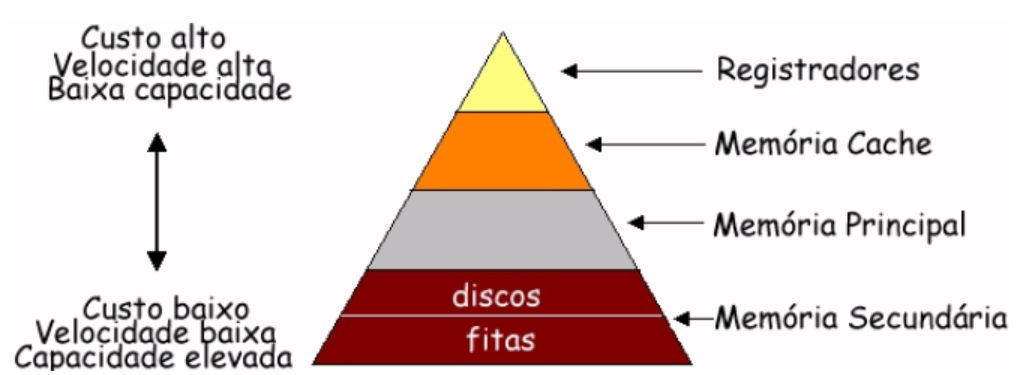 Custo alto
Velocidade alta
Baixa capacidade
Registradores
Memória Cache
Memória Principal
discos
fitas
Memória Secundária
Custo baixo
Velocidade baixa
Capacidade elevada